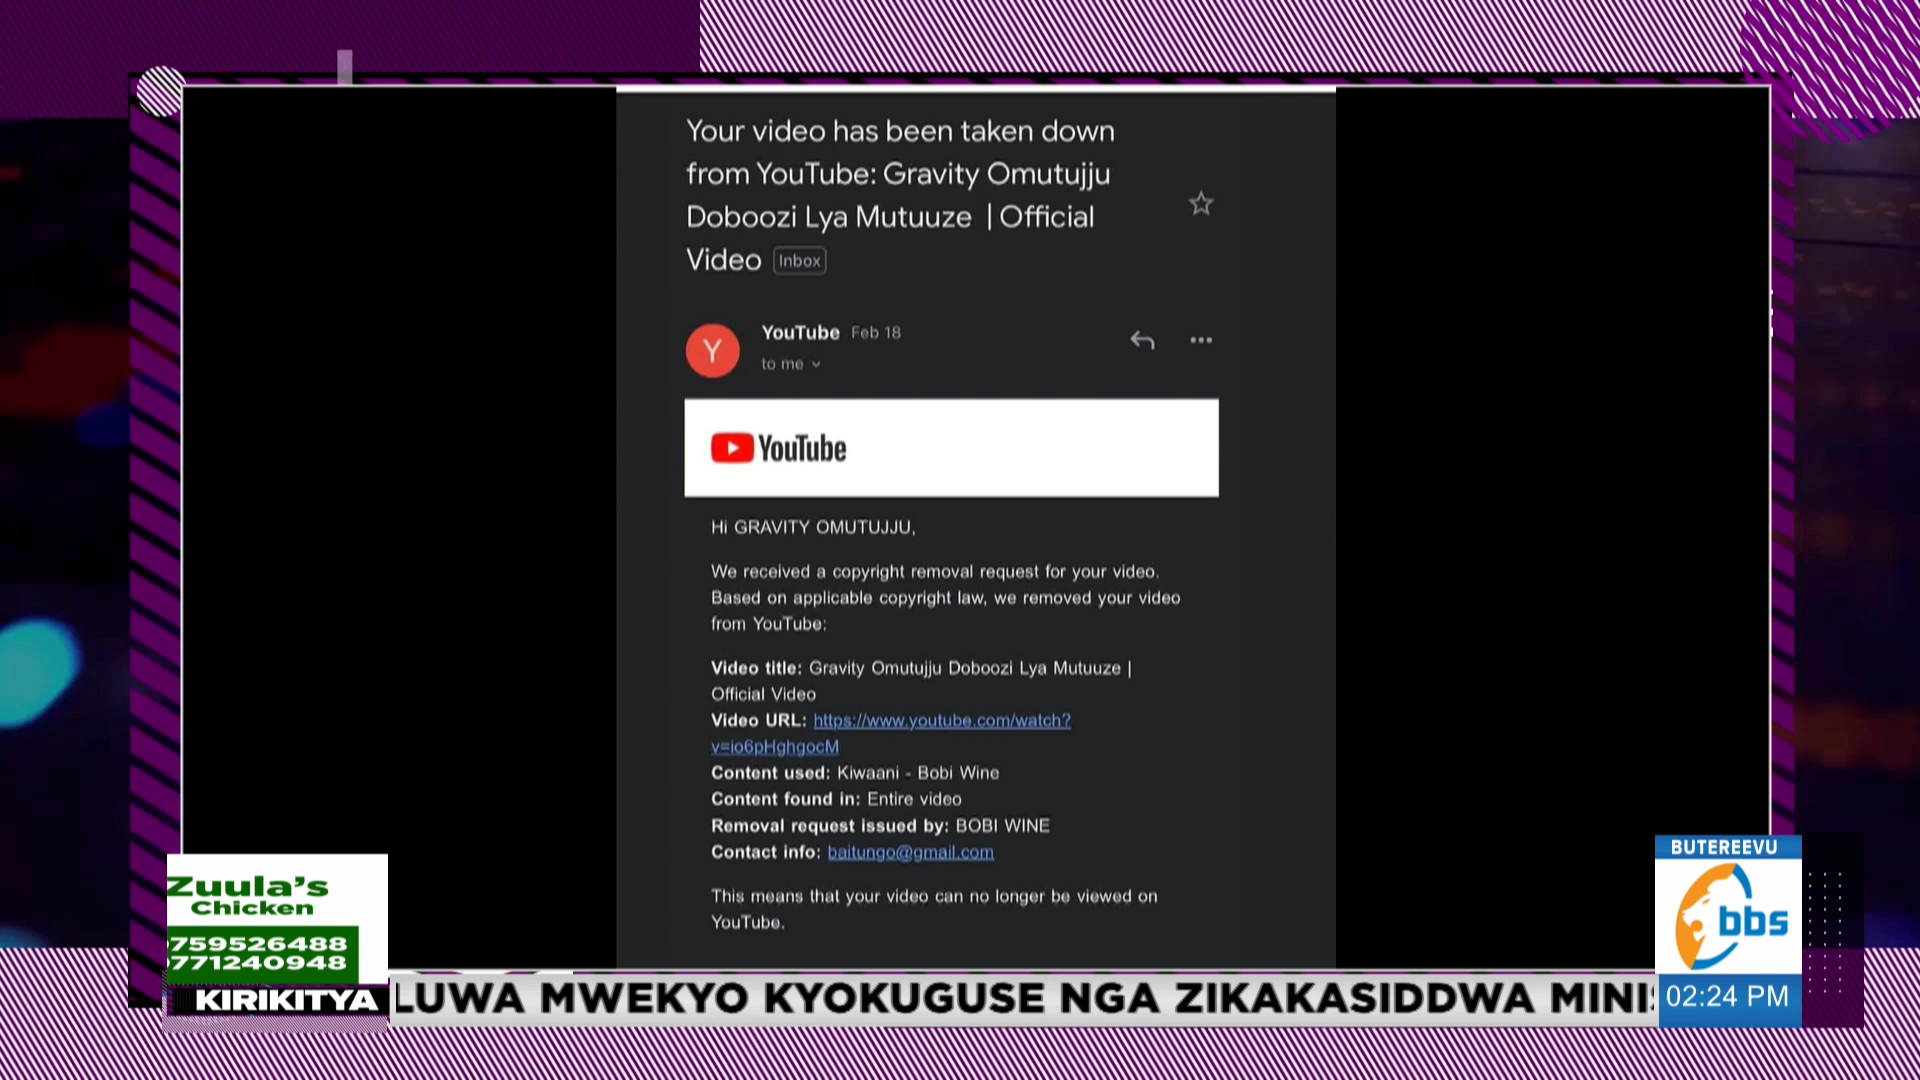 Your video has been taken down
from YouTube: Gravity Omutujju
Doboozi Lya Mutuuze | Official
Video Inbox
YouTube Feb 18
Y
to me
YouTube
Hi GRAVITY OMUTUJJU,
We received a copyright removal request for your video.
Based on applicable copyright law, we removed your video
from YouTube:
Video title: Gravity Omutujju Doboozi Lya Mutuuze |
Official Video
Video URL: https://www.youtube.com/watch?
v=io6pHghgocM
Content used: Kiwaani - Bobi Wine
Content found in: Entire video
Removal request issued by: BOBI WINE
Contact info: baitungo@gmail.com
This means that your video can no longer be viewed on
YouTube.
Zuula's
Chicken
0759526488
0771240948
KIRIKITYA
LUWA MWEKYO KYOKUGUSE NGA ZIKAKASIDDWA MINIS
BUTEREEVU
bbs
02:24 PM